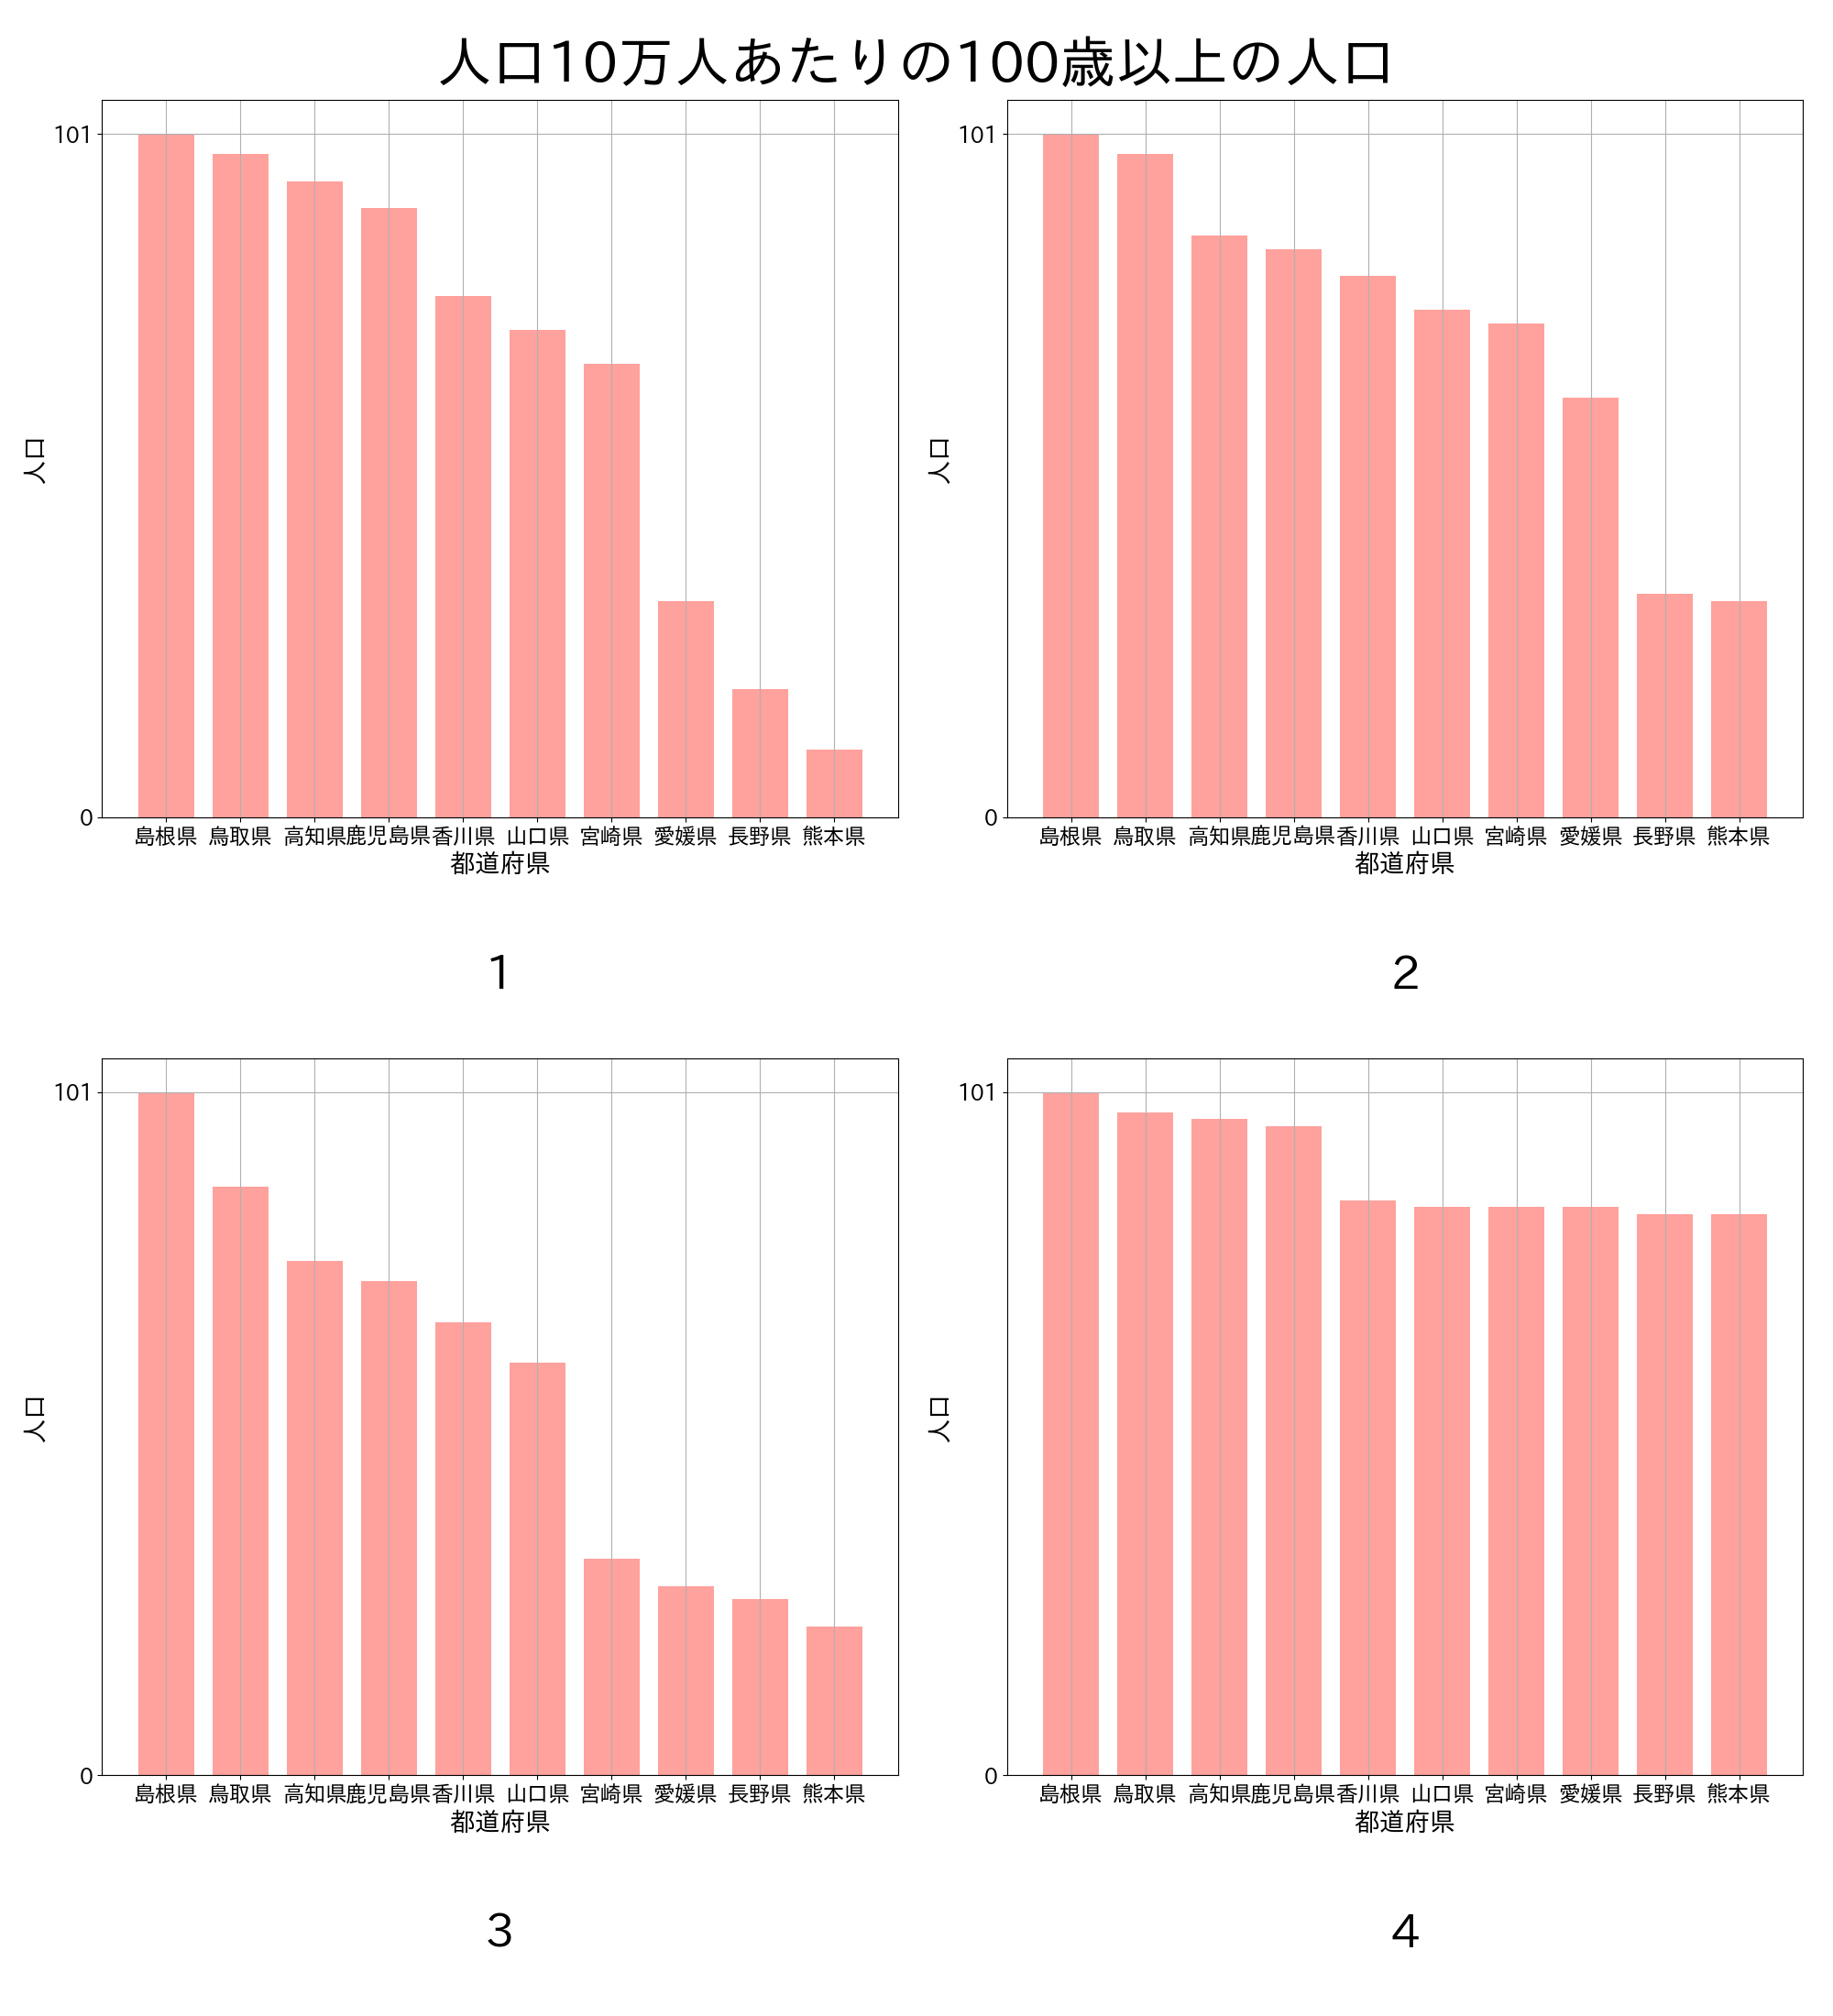 人口10万人あたりの100歳以上の人口
101
0
人口
島根県 鳥取県 高知県 鹿児島県 香川県 山口県 宮崎県 愛媛県 長野県 熊本県
都道府県
1
101
0
人口
島根県 鳥取県 高知県 鹿児島県 香川県 山口県 宮崎県 愛媛県 長野県 熊本県
都道府県
2
101
0
人口
島根県 鳥取県 高知県 鹿児島県 香川県 山口県 宮崎県 愛媛県 長野県 熊本県
都道府県
3
101
0
人口
島根県 鳥取県 高知県 鹿児島県 香川県 山口県 宮崎県 愛媛県 長野県 熊本県
都道府県
4